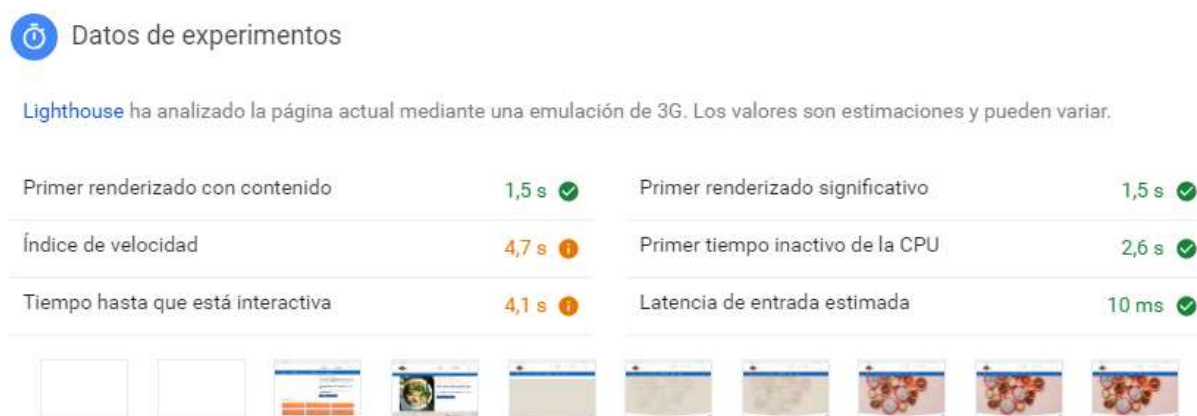 Datos de experimentos
Lighthouse ha analizado la página actual mediante una emulación de 3G. Los valores son estimaciones y pueden variar.
Primer renderizado con contenido 1,5 s
Primer renderizado significativo 1,5 s
Índice de velocidad 4,7 s
Primer tiempo inactivo de la CPU 2,6 s
Tiempo hasta que está interactiva 4,1 s
Latencia de entrada estimada 10 ms